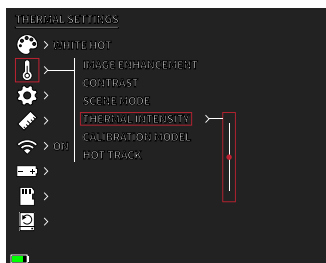 THERMAL SETTINGS
WHITE HOT
IMAGE ENHANCEMENT
CONTRAST
SCENE MODE
THERMAL INTENSITY
ON
CALIBRATION MODEL
HOT TRACK